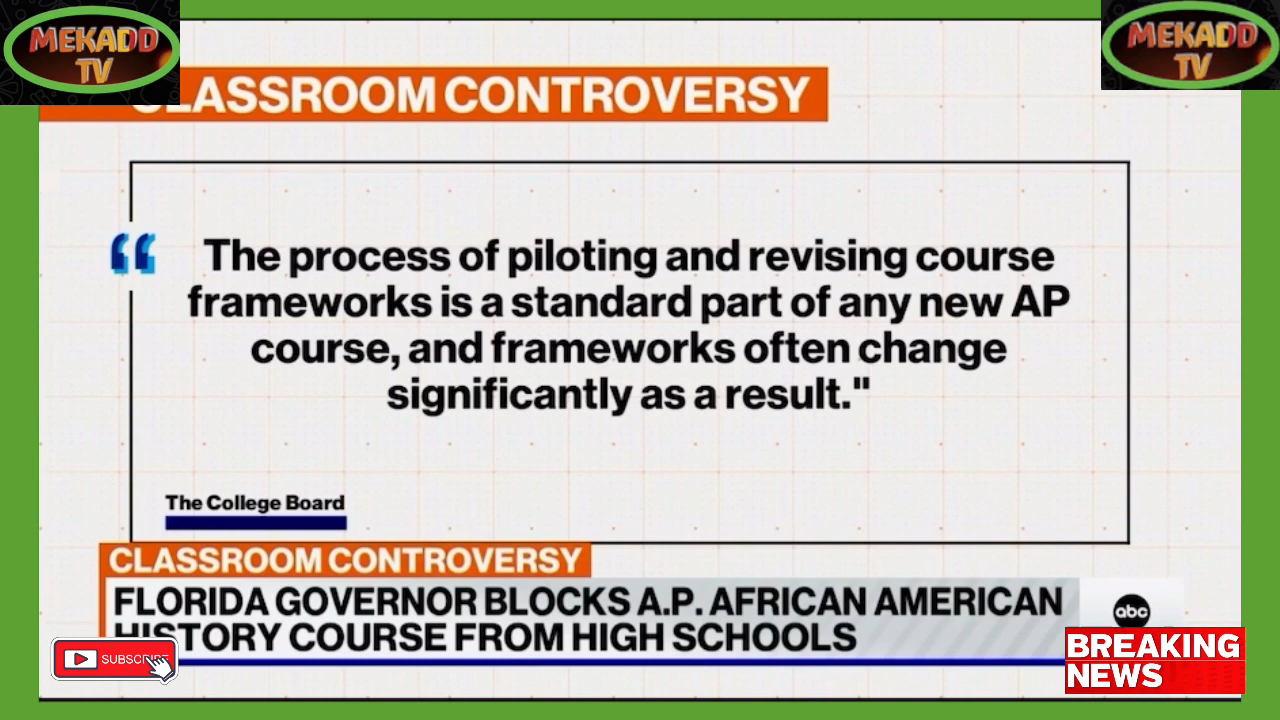 MEKADD
TV
MEKADD
TV
CLASSROOM CONTROVERSY
“ The process of piloting and revising course
frameworks is a standard part of any new AP
course, and frameworks often change
significantly as a result."
The College Board
CLASSROOM CONTROVERSY
FLORIDA GOVERNOR BLOCKS A.P. AFRICAN AMERICAN
HISTORY COURSE FROM HIGH SCHOOLS
abc
SUBSCRIBE
BREAKING
NEWS